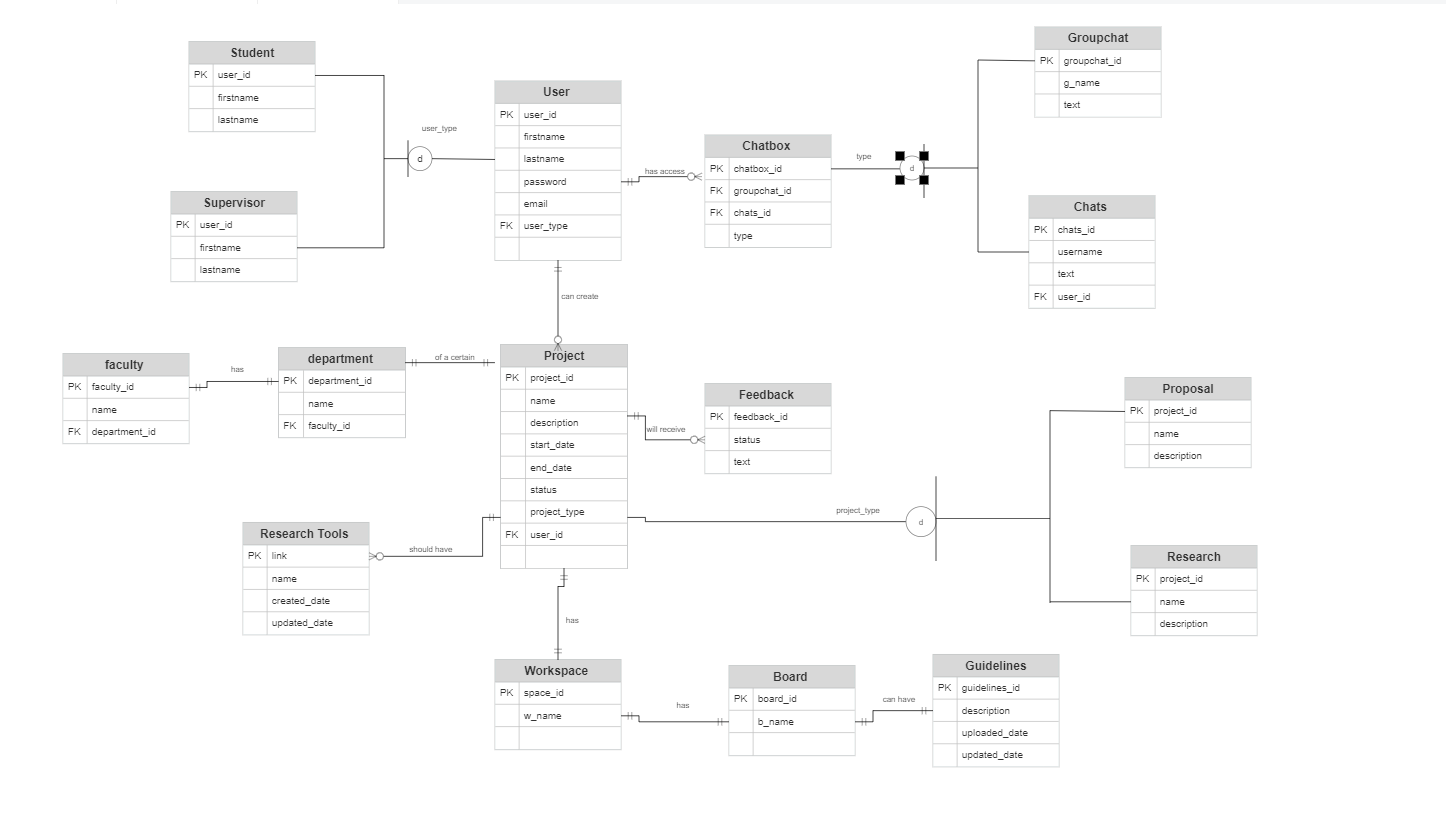 Student
PK user_id
firstname
lastname
Supervisor
PK user_id
firstname
lastname
user_type
d
User
PK user_id
firstname
lastname
password
email
FK user_type
has access
Chatbox
PK chatbox_id
FK groupchat_id
FK chats_id
type
type
d
Groupchat
PK groupchat_id
g_name
text
Chats
PK chats_id
username
text
FK user_id
can create
faculty
PK faculty_id
name
FK department_id
has
department
PK department_id
name
FK faculty_id
of a certain
Project
PK project_id
name
description
start_date
end_date
status
project_type
FK user_id
will receive
Feedback
PK feedback_id
status
text
project_type
d
Proposal
PK project_id
name
description
Research
PK project_id
name
description
Research Tools
PK link
name
created_date
updated_date
should have
has
Workspace
PK space_id
w_name
has
Board
PK board_id
b_name
can have
Guidelines
PK guidelines_id
description
uploaded_date
updated_date